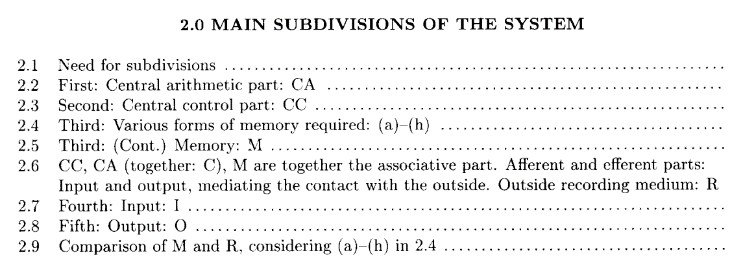 2.0 MAIN SUBDIVISIONS OF THE SYSTEM
2.1 Need for subdivisions ........................................................
2.2 First: Central arithmetic part: CA ........................................
2.3 Second: Central control part: CC ..........................................
2.4 Third: Various forms of memory required: (a)–(h) ..........................
2.5 Third: (Cont.) Memory: M ..................................................
2.6 CC, CA (together: C), M are together the associative part. Afferent and efferent parts:
Input and output, mediating the contact with the outside. Outside recording medium: R
2.7 Fourth: Input: I ..........................................................
2.8 Fifth: Output: O ..........................................................
2.9 Comparison of M and R, considering (a)–(h) in 2.4 .........................